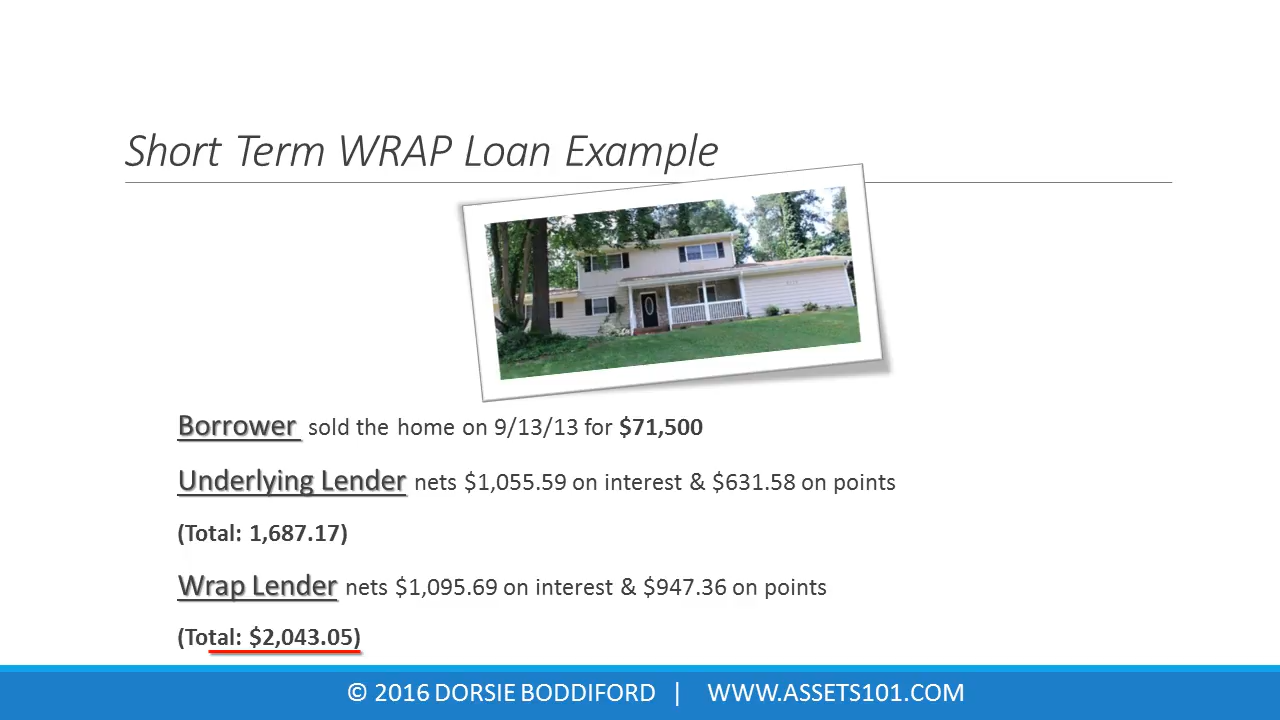 Short Term WRAP Loan Example
Borrower sold the home on 9/13/13 for $71,500
Underlying Lender nets $1,055.59 on interest & $631.58 on points
(Total: 1,687.17)
Wrap Lender nets $1,095.69 on interest & $947.36 on points
(Total: $2,043.05)
© 2016 DORSIE BODDIFORD | WWW.ASSETS101.COM